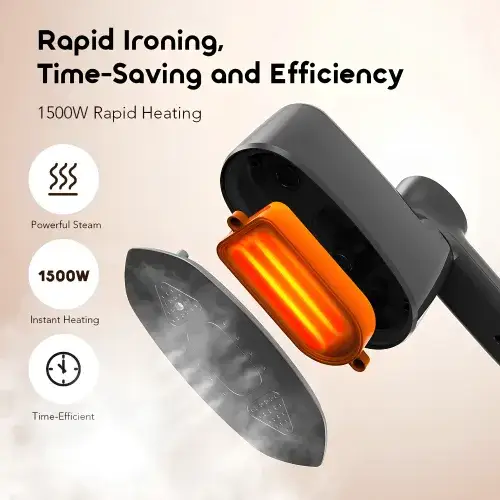 Rapid Ironing,
Time-Saving and Efficiency
1500W Rapid Heating
Powerful Steam
1500W
Instant Heating
Time-Efficient